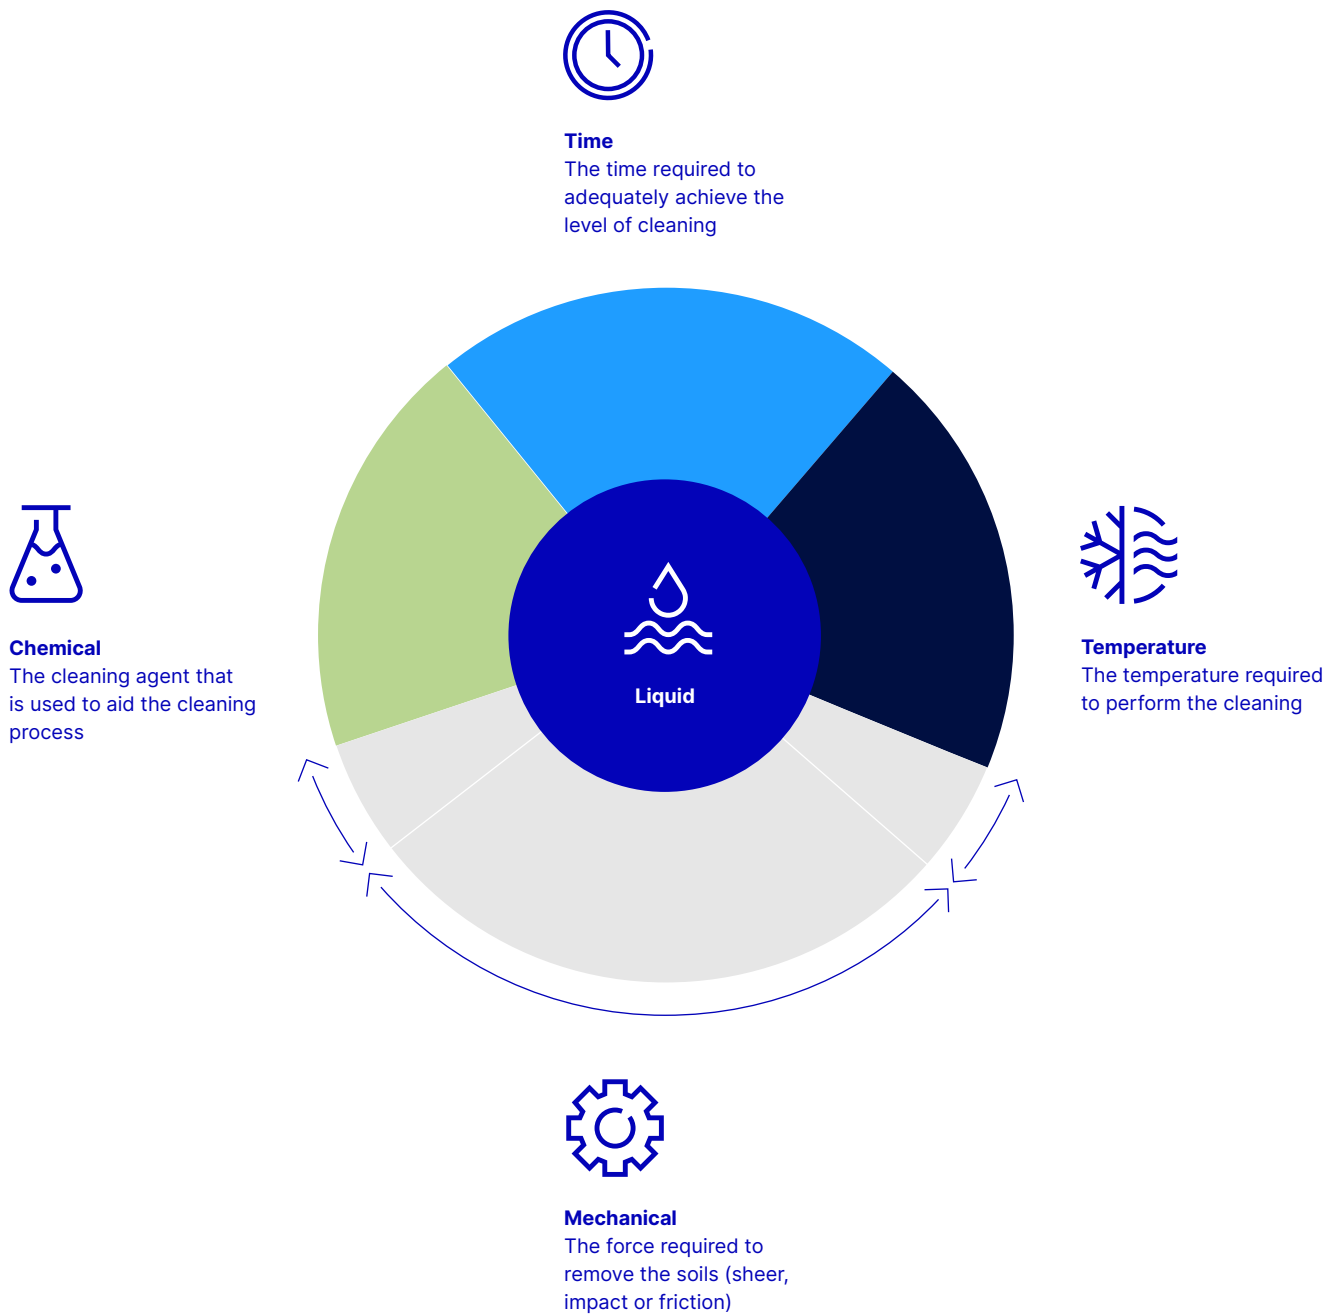 Time
The time required to
adequately achieve the
level of cleaning
Chemical
The cleaning agent that
is used to aid the cleaning
process
Liquid
Temperature
The temperature required
to perform the cleaning
Mechanical
The force required to
remove the soils (sheer,
impact or friction)